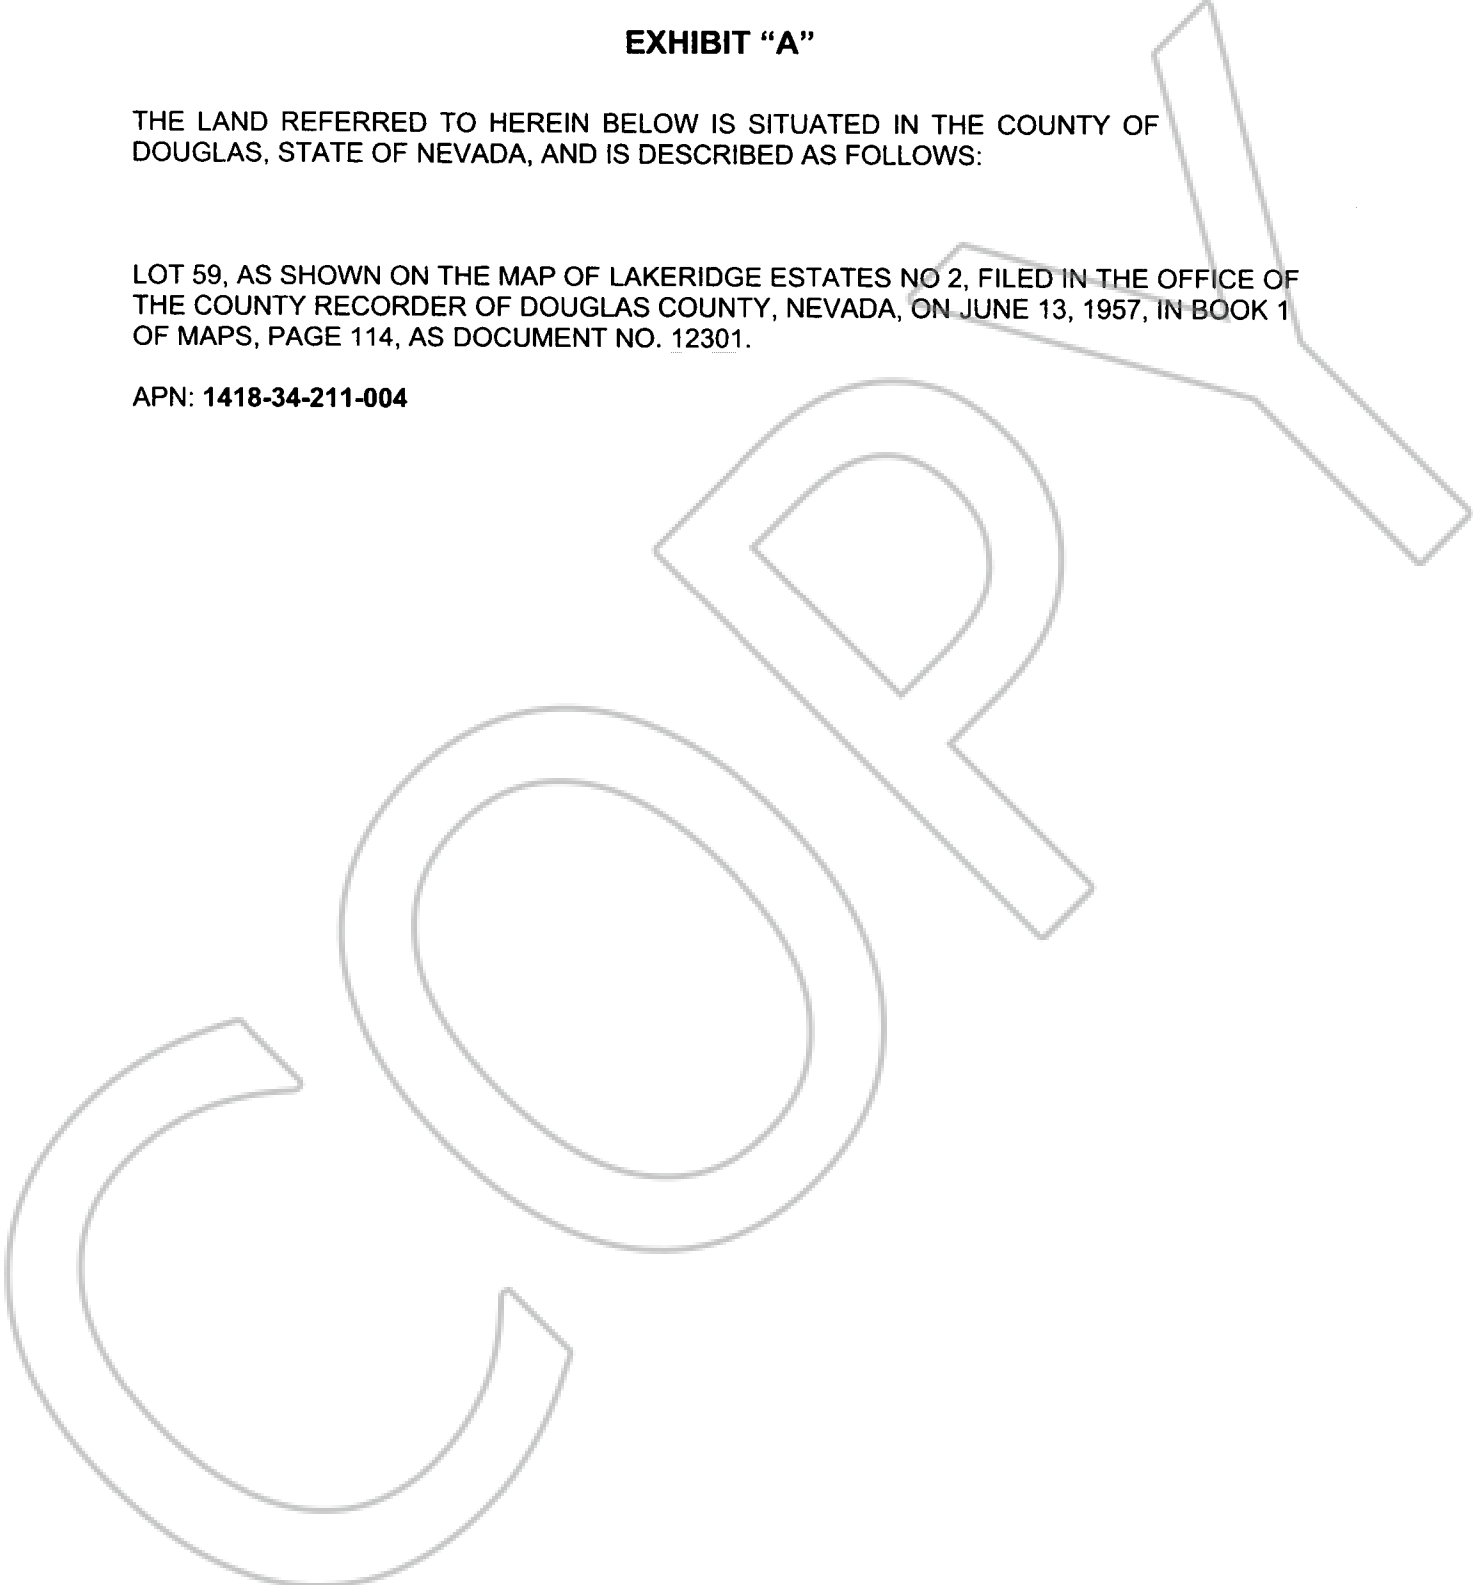 EXHIBIT “A”
THE LAND REFERRED TO HEREIN BELOW IS SITUATED IN THE COUNTY OF
DOUGLAS, STATE OF NEVADA, AND IS DESCRIBED AS FOLLOWS:
LOT 59, AS SHOWN ON THE MAP OF LAKERIDGE ESTATES NO 2, FILED IN THE OFFICE OF
THE COUNTY RECORDER OF DOUGLAS COUNTY, NEVADA, ON JUNE 13, 1957, IN BOOK 1
OF MAPS, PAGE 114, AS DOCUMENT NO. 12301.
APN: 1418-34-211-004
COPY